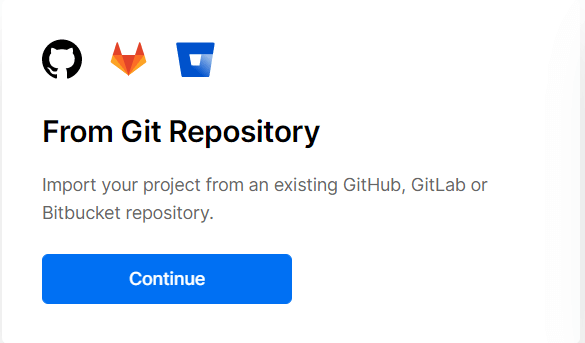 From Git Repository
Import your project from an existing GitHub, GitLab or
Bitbucket repository.
Continue